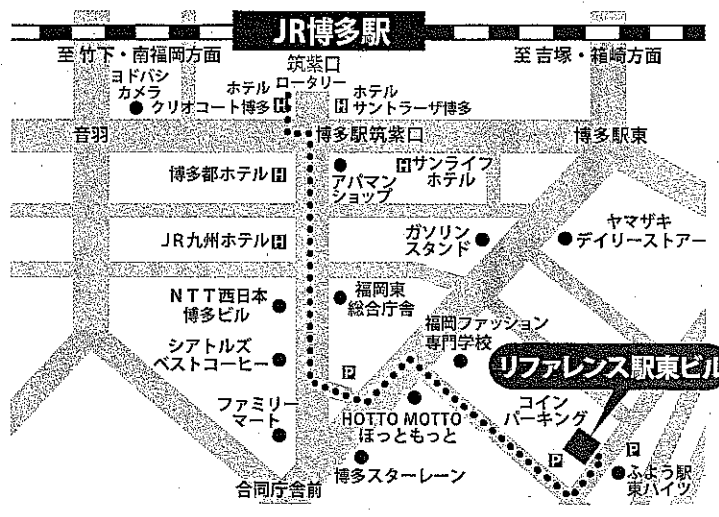 JR博多駅
至 竹下・南福岡方面
筑紫口
ロータリー
至 吉塚・箱崎方面
ヨドバシ
カメラ
ホテル
クリオコート博多
H
H
ホテル
サントラーザ博多
音羽
博多駅筑紫口
博多駅東
博多都ホテル
H
アパマン
ショップ
H
サンライフ
ホテル
JR九州ホテル
H
ガソリン
スタンド
ヤマザキ
デイリーストアー
NTT西日本
博多ビル
福岡東
総合庁舎
シアトルズ
ベストコーヒー
福岡ファッション
専門学校
P
リファレンス駅東ビル
ファミリー
マート
HOTTO MOTTO
ほっともっと
コイン
パーキング
博多スターレーン
P
P
ふよう駅
東ハイツ
合同庁舎前